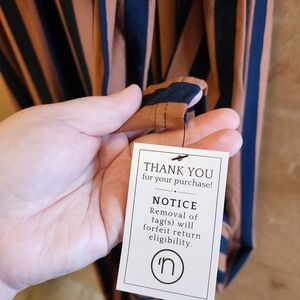 THANK YOU
for your purchase!
NOTICE
Removal of
tag(s) will
forfeit return
eligibility.
n